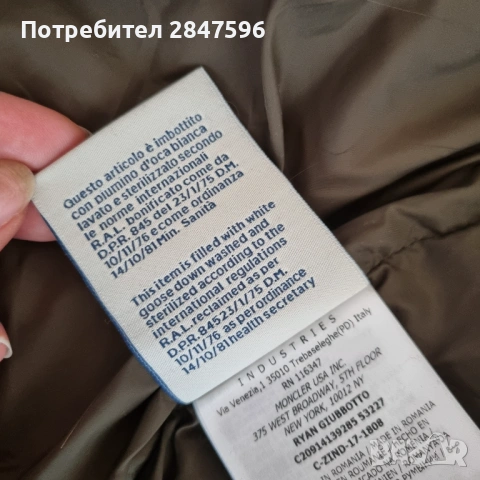 Потребител 2847596
Questo articolo è imbottito
con piumino d'oca bianca
lavato e sterilizzato secondo
le norme internazionali
R.A.L. bonificato come da
D.P.R. 845 del 23/1/75 D.M.
10/11/76 e come ordinanza
14/10/81 Min. Sanità
This item is filled with white
goose down washed and
sterilized according to the
international regulations
R.A.L. reclaimed as per
D.P.R. 84523/1/75 D.M.
10/11/76 as per ordinance
14/10/81 health secretary
INDUSTRIES
Via Venezia,1 35010 Trebaseleghe(PD) Italy
RN 116347
MONCLER USA INC.
375 WEST BROADWAY, 5TH FLOOR
NEW YORK, 10012 NY
RYAN GIUBBOTTO
C20914139285 53227
C-ZIND-17-1808
IN ROMANIA
IN ROMANIA